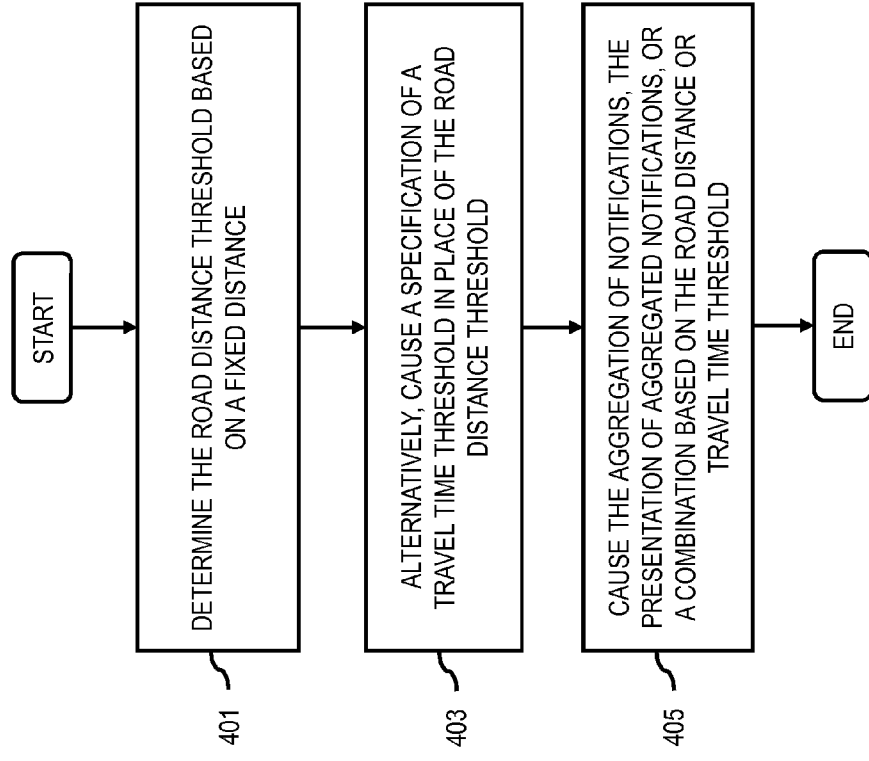 START
401
DETERMINE THE ROAD DISTANCE THRESHOLD BASED
ON A FIXED DISTANCE
403
ALTERNATIVELY, CAUSE A SPECIFICATION OF A
TRAVEL TIME THRESHOLD IN PLACE OF THE ROAD
DISTANCE THRESHOLD
405
CAUSE THE AGGREGATION OF NOTIFICATIONS, THE
PRESENTATION OF AGGREGATED NOTIFICATIONS, OR
A COMBINATION BASED ON THE ROAD DISTANCE OR
TRAVEL TIME THRESHOLD
END